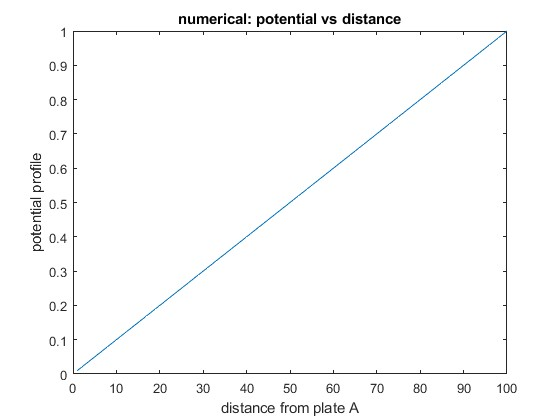 numerical: potential vs distance
1
0.9
0.8
0.7
0.6
0.5
0.4
0.3
0.2
0.1
0
potential profile
0 10 20 30 40 50 60 70 80 90 100
distance from plate A